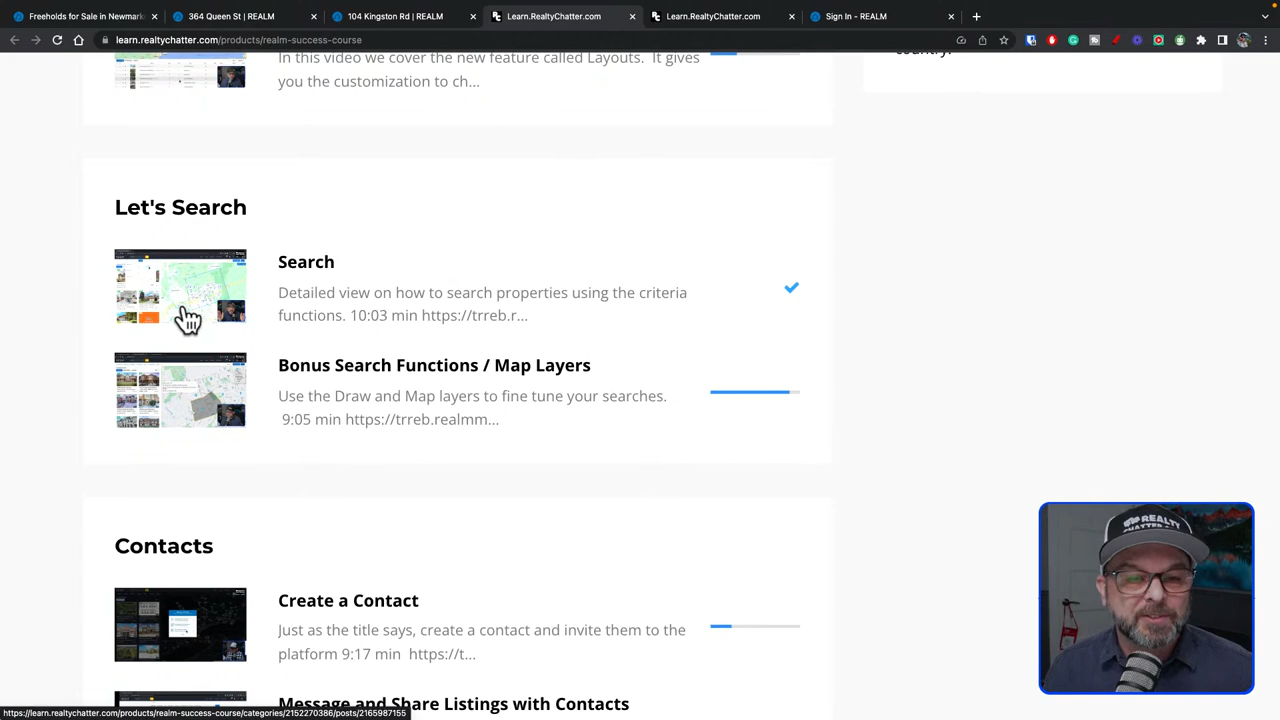 Freeholds for Sale in Newmark
364 Queen St | REALM
104 Kingston Rd | REALM
Learn.RealtyChatter.com
Learn.RealtyChatter.com
Sign In - REALM
learn.realtychatter.com/products/realm-success-course
In this video we cover the new feature called Layouts. It gives
you the customization to ch...
Let's Search
Search
Detailed view on how to search properties using the criteria
functions. 10:03 min https://trreb.r...
Bonus Search Functions / Map Layers
Use the Draw and Map layers to fine tune your searches.
9:05 min https://trreb.realmm...
Contacts
Create a Contact
Just as the title says, create a contact and invite them to the
platform 9:17 min https://t...
Message and Share Listings with Contacts
REALTY
CHATTER
https://learn.realtychatter.com/products/realm-success-course/categories/2152270386/posts/2165987155